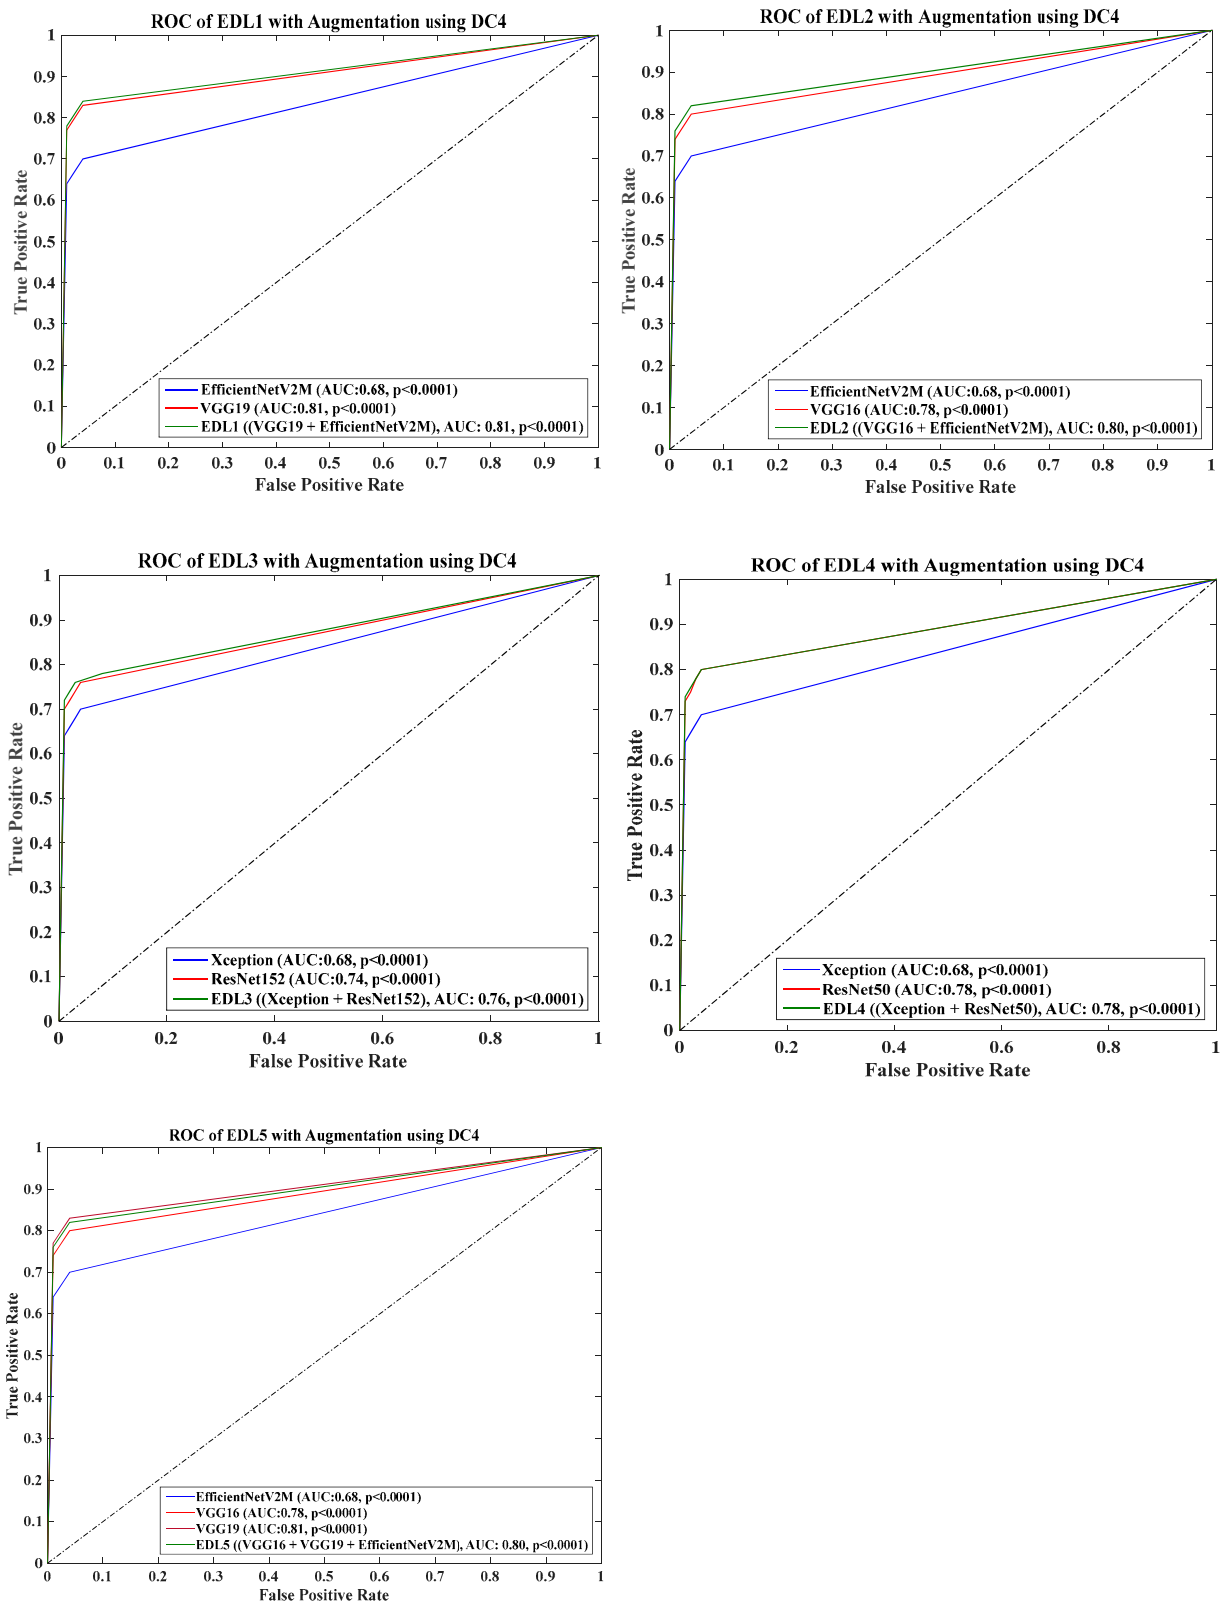 ROC of EDL1 with Augmentation using DC4
1
0.9
0.8
0.7
0.6
0.5
0.4
0.3
0.2
0.1
0
True Positive Rate
EfficientNetV2M (AUC:0.68, p<0.0001)
VGG19 (AUC:0.81, p<0.0001)
EDL1 ((VGG19 + EfficientNetV2M), AUC: 0.81, p<0.0001)
0 0.1 0.2 0.3 0.4 0.5 0.6 0.7 0.8 0.9 1
False Positive Rate
ROC of EDL2 with Augmentation using DC4
1
0.9
0.8
0.7
0.6
0.5
0.4
0.3
0.2
0.1
0
True Positive Rate
EfficientNetV2M (AUC:0.68, p<0.0001)
VGG16 (AUC:0.78, p<0.0001)
EDL2 ((VGG16 + EfficientNetV2M), AUC: 0.80, p<0.0001)
0 0.1 0.2 0.3 0.4 0.5 0.6 0.7 0.8 0.9 1
False Positive Rate
ROC of EDL3 with Augmentation using DC4
1
0.9
0.8
0.7
0.6
0.5
0.4
0.3
0.2
0.1
0
True Positive Rate
Xception (AUC:0.68, p<0.0001)
ResNet152 (AUC:0.74, p<0.0001)
EDL3 ((Xception + ResNet152), AUC: 0.76, p<0.0001)
0 0.2 0.4 0.6 0.8 1
False Positive Rate
ROC of EDL4 with Augmentation using DC4
1
0.9
0.8
0.7
0.6
0.5
0.4
0.3
0.2
0.1
0
True Positive Rate
Xception (AUC:0.68, p<0.0001)
ResNet50 (AUC:0.78, p<0.0001)
EDL4 ((Xception + ResNet50), AUC: 0.78, p<0.0001)
0 0.2 0.4 0.6 0.8 1
False Positive Rate
ROC of EDL5 with Augmentation using DC4
1
0.9
0.8
0.7
0.6
0.5
0.4
0.3
0.2
0.1
0
True Positive Rate
EfficientNetV2M (AUC:0.68, p<0.0001)
VGG16 (AUC:0.78, p<0.0001)
VGG19 (AUC:0.81, p<0.0001)
EDL5 ((VGG16 + VGG19 + EfficientNetV2M), AUC: 0.80, p<0.0001)
0 0.1 0.2 0.3 0.4 0.5 0.6 0.7 0.8 0.9 1
False Positive Rate